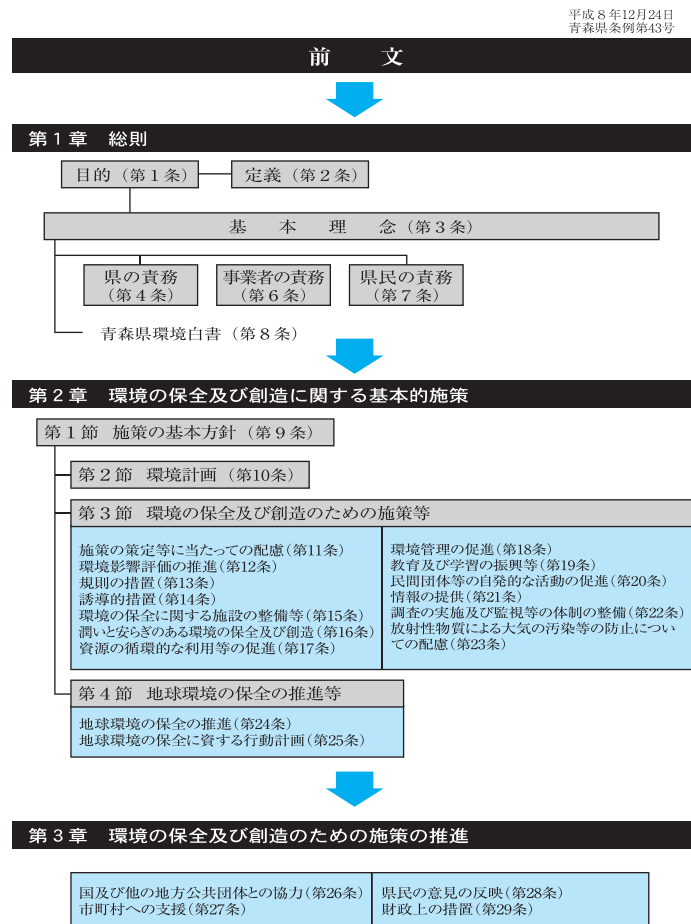 平成８年12月24日
青森県条例第43号
前　文
第１章　総則
目的（第１条）　定義（第２条）
基　本　理　念（第３条）
県の責務　事業者の責務　県民の責務
（第４条）　（第６条）　（第７条）
青森県環境白書（第８条）
第２章　環境の保全及び創造に関する基本的施策
第１節　施策の基本方針（第９条）
第２節　環境計画（第10条）
第３節　環境の保全及び創造のための施策等
施策の策定等に当たっての配慮（第11条）
環境影響評価の推進（第12条）
規則の措置（第13条）
誘導的措置（第14条）
環境の保全に関する施設の整備等（第15条）
潤いと安らぎのある環境の保全及び創造（第16条）
資源の循環的な利用等の促進（第17条）
環境管理の促進（第18条）
教育及び学習の振興等（第19条）
民間団体等の自発的な活動の促進（第20条）
情報の提供（第21条）
調査の実施及び監視等の体制の整備（第22条）
放射性物質による大気の汚染等の防止につい
ての配慮（第23条）
第４節　地球環境の保全の推進等
地球環境の保全の推進（第24条）
地球環境の保全に資する行動計画（第25条）
第３章　環境の保全及び創造のための施策の推進
国及び他の地方公共団体との協力（第26条）
市町村への支援（第27条）
県民の意見の反映（第28条）
財政上の措置（第29条）